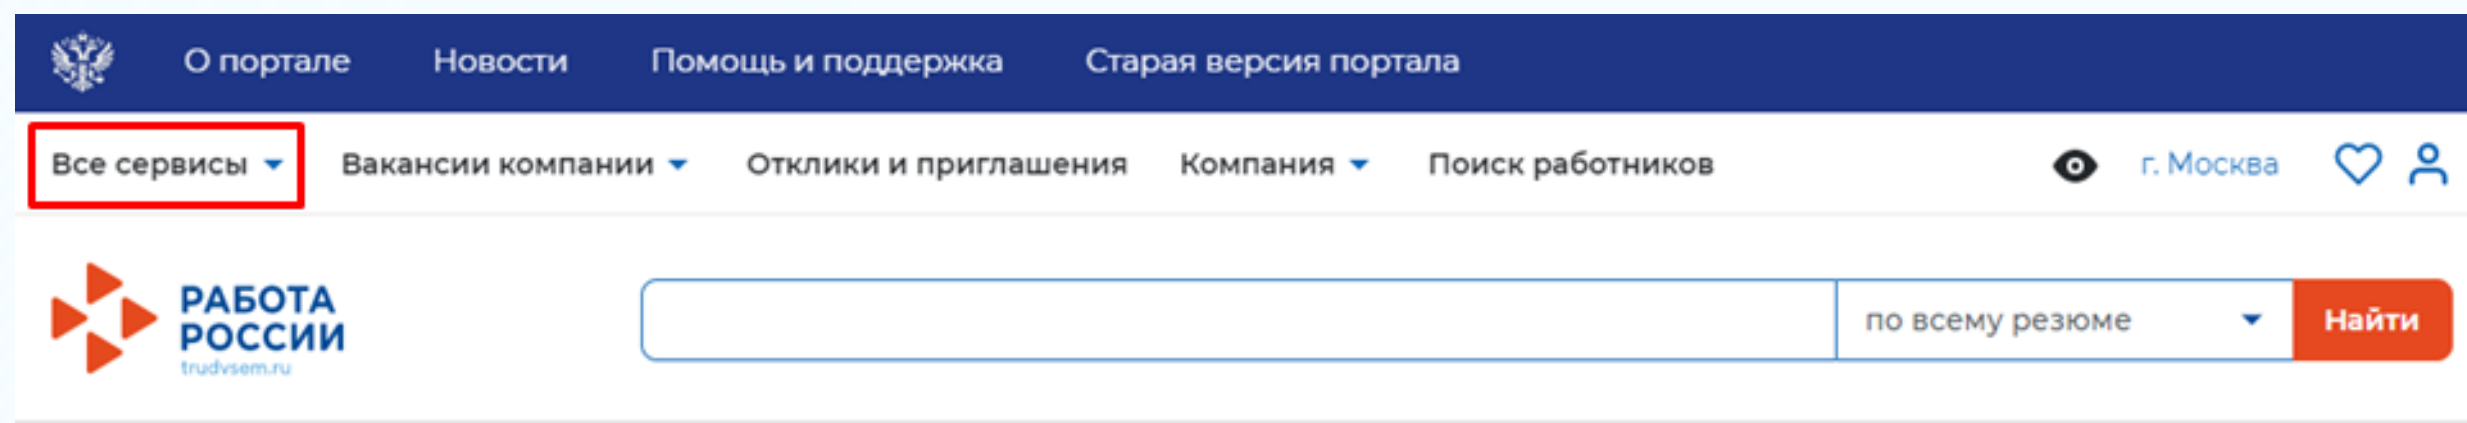 О портале Новости Помощь и поддержка Старая версия портала
Все сервисы Вакансии компании Отклики и приглашения Компания Поиск работников г. Москва
РАБОТА
РОССИИ
trudvsem.ru
по всему резюме Найти